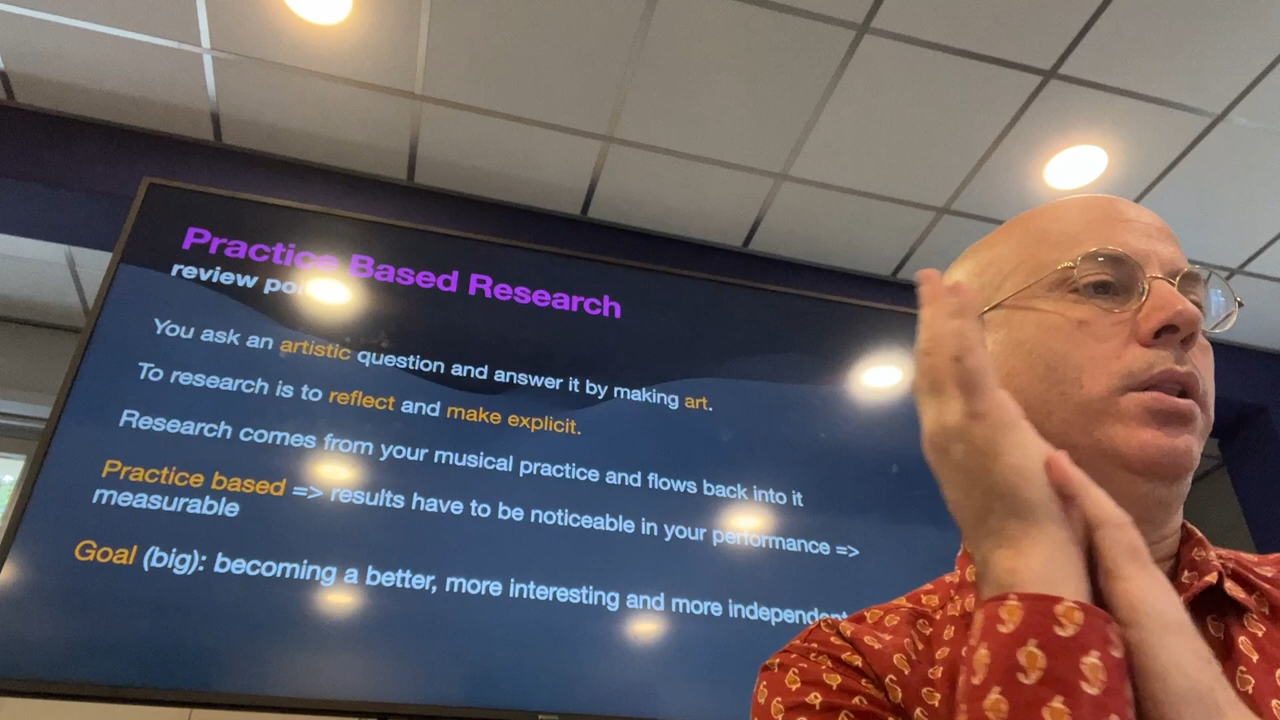 Practice Based Research
review
You ask an artistic question and answer it by making art.
To research is to reflect and make explicit.
Research comes from your musical practice and flows back into it
Practice based => results have to be noticeable in your performance =>
measurable
Goal (big): becoming a better, more interesting and more independent